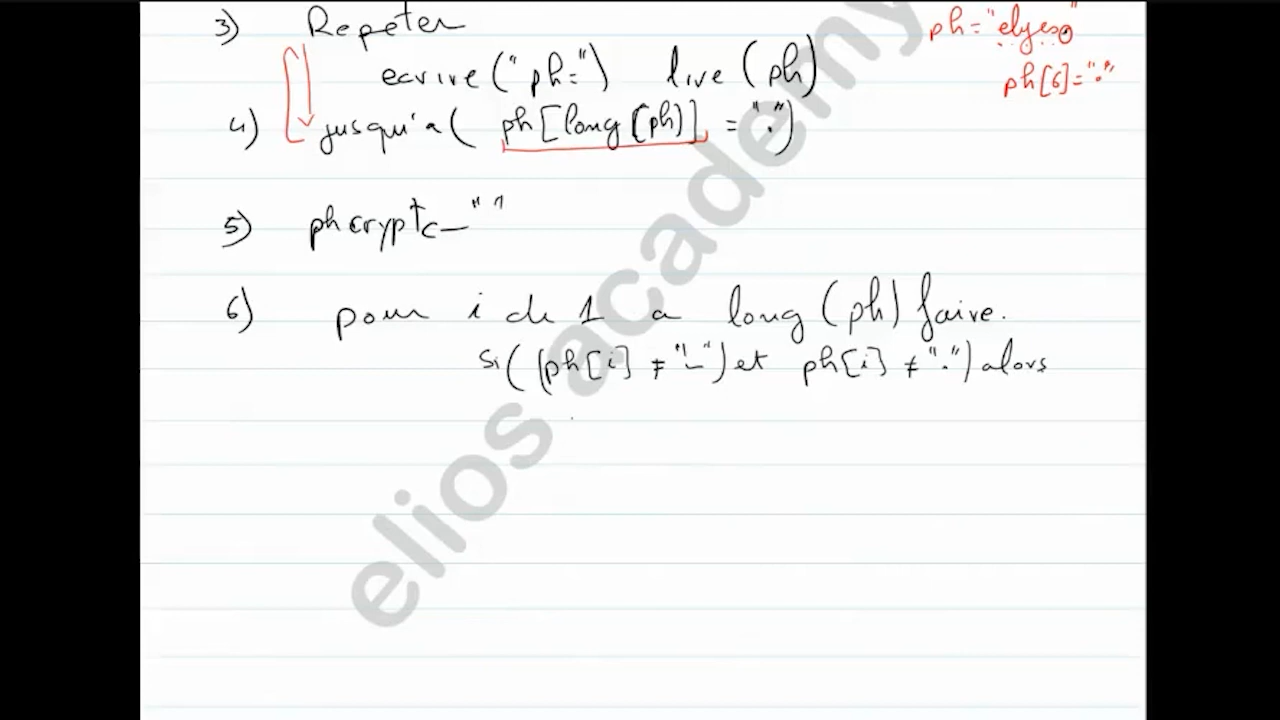 3) Repeter
ph="elyes."
ecrire("ph=") lire(ph)
ph[6]="."
4) jusqu'a( ph[long(ph)] = ".")
5) phcrypt ← ""
6) pour i de 1 a long (ph) faire.
Si((ph[i] ≠ " ") et ph[i] ≠ ".") alors
elios academy